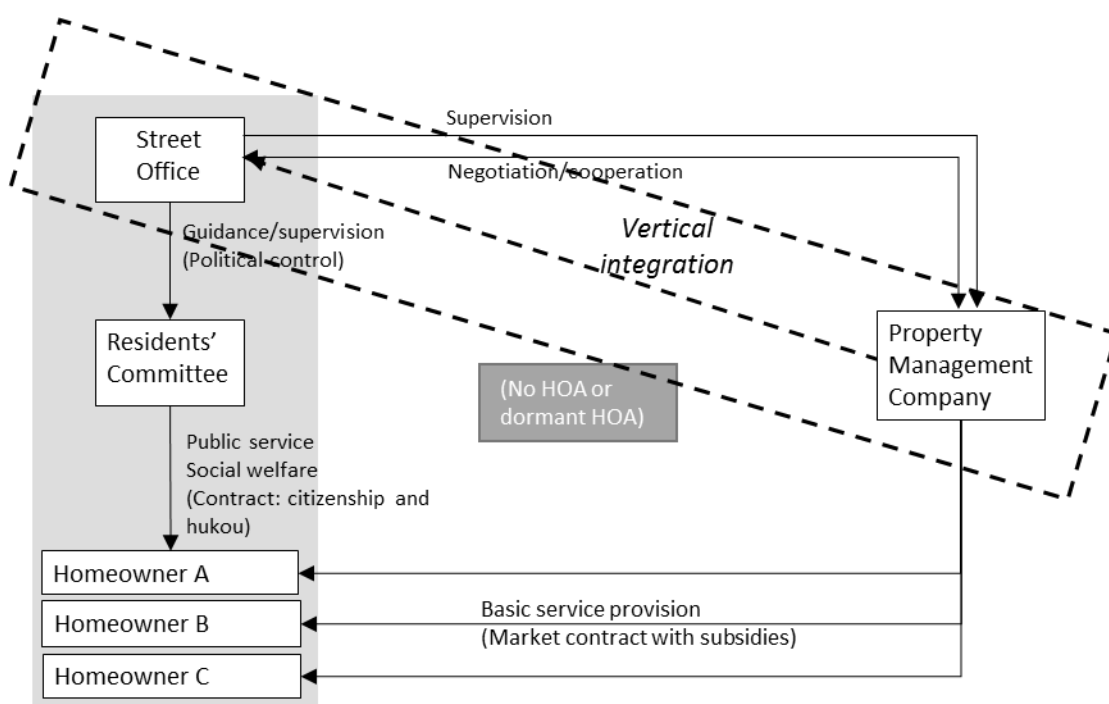 Supervision
Street
Office
Negotiation/cooperation
Guidance/supervision
(Political control)
Vertical
integration
Residents’
Committee
Property
Management
Company
(No HOA or
dormant HOA)
Public service
Social welfare
(Contract: citizenship and
hukou)
Homeowner A
Homeowner B
Homeowner C
Basic service provision
(Market contract with subsidies)